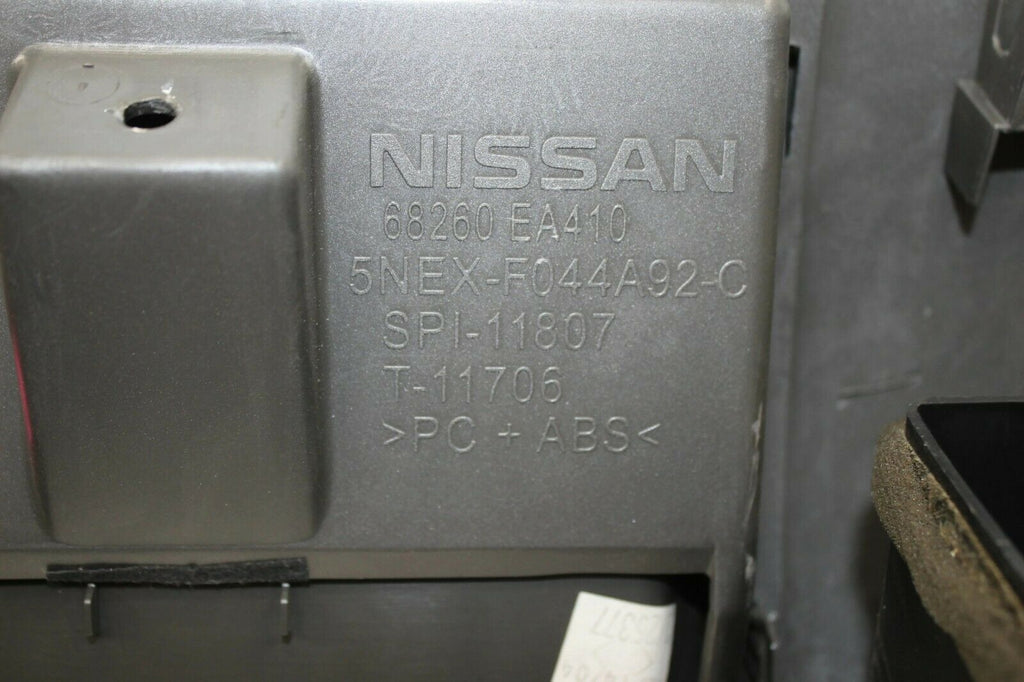 NISSAN
68260 EA410
5NEX-F044A92-C
SPI-11807
T-11706
>PC + ABS<